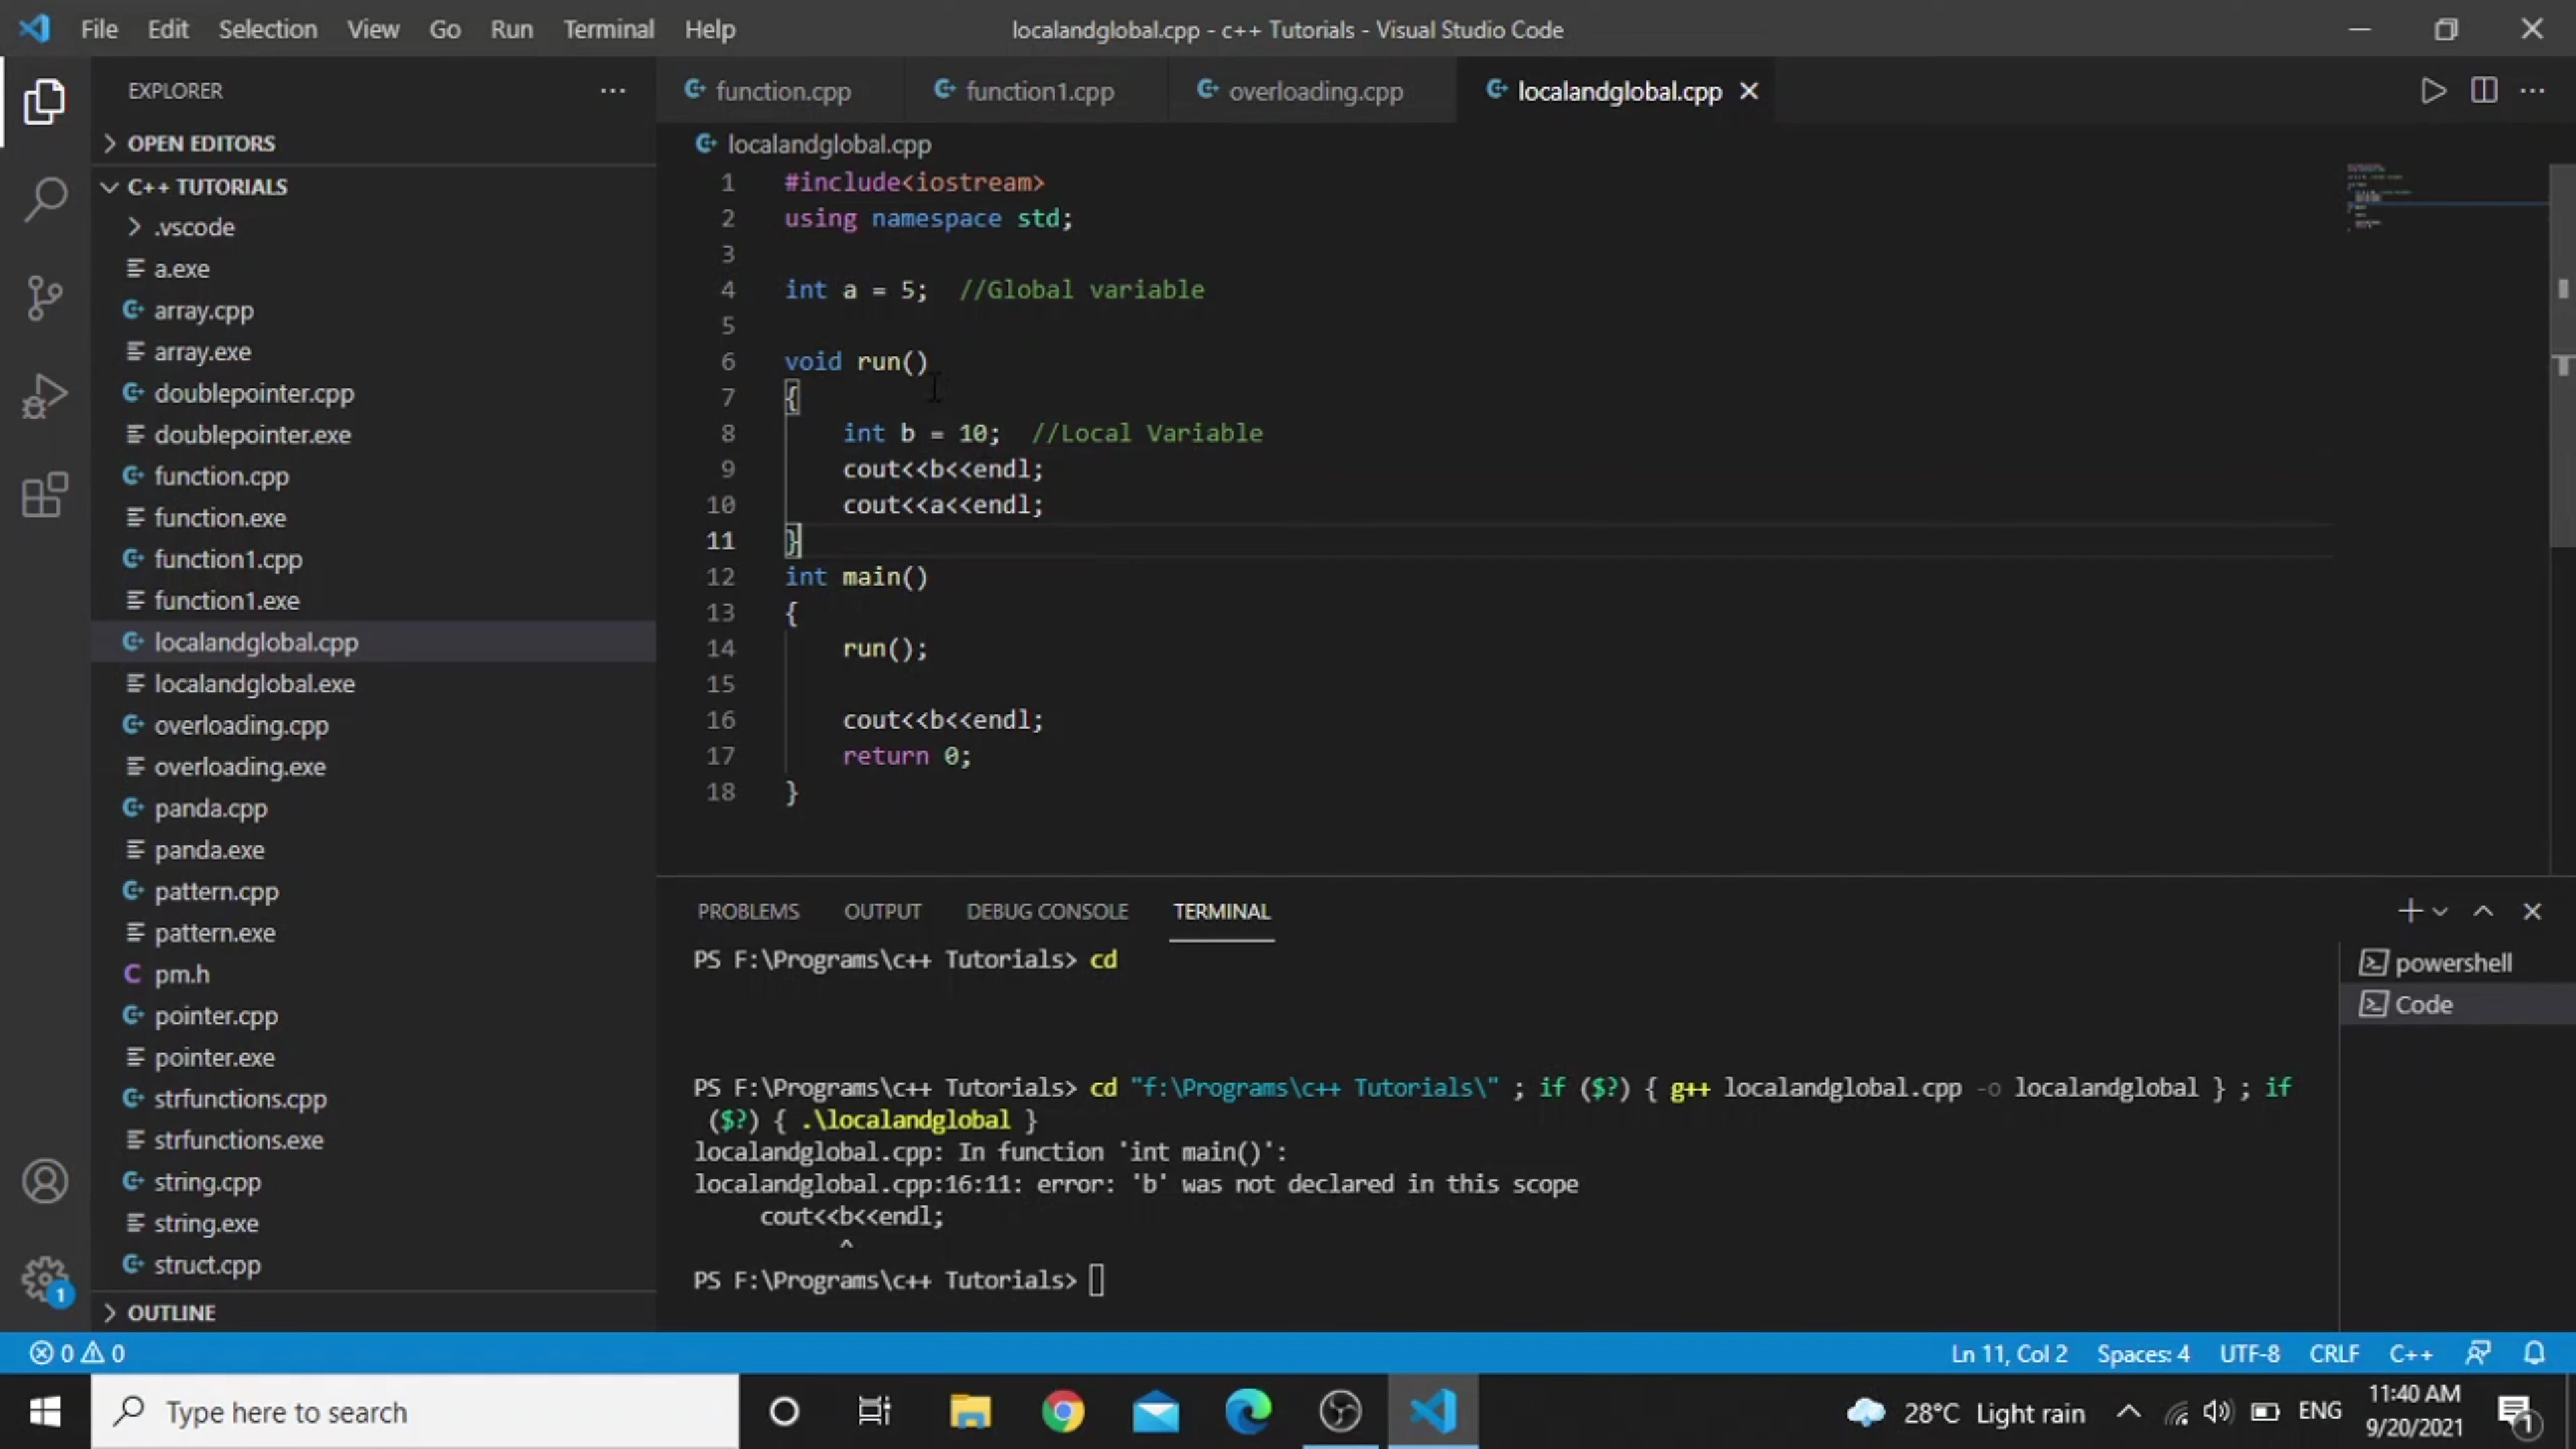 File Edit Selection View Go Run Terminal Help
localandglobal.cpp - c++ Tutorials - Visual Studio Code
EXPLORER
OPEN EDITORS
C++ TUTORIALS
.vscode
a.exe
array.cpp
array.exe
doublepointer.cpp
doublepointer.exe
function.cpp
function.exe
function1.cpp
function1.exe
localandglobal.cpp
localandglobal.exe
overloading.cpp
overloading.exe
panda.cpp
panda.exe
pattern.cpp
pattern.exe
C pm.h
pointer.cpp
pointer.exe
strfunctions.cpp
strfunctions.exe
string.cpp
string.exe
struct.cpp
OUTLINE
function.cpp function1.cpp overloading.cpp localandglobal.cpp
localandglobal.cpp
1 #include<iostream>
2 using namespace std;
3
4 int a = 5;  //Global variable
5
6 void run()
7 {
8     int b = 10;  //Local Variable
9     cout<<b<<endl;
10     cout<<a<<endl;
11 }
12 int main()
13 {
14     run();
15
16     cout<<b<<endl;
17     return 0;
18 }
PROBLEMS OUTPUT DEBUG CONSOLE TERMINAL
PS F:\Programs\c++ Tutorials> cd
PS F:\Programs\c++ Tutorials> cd "f:\Programs\c++ Tutorials\" ; if ($?) { g++ localandglobal.cpp -o localandglobal } ; if
($?) { .\localandglobal }
localandglobal.cpp: In function 'int main()':
localandglobal.cpp:16:11: error: 'b' was not declared in this scope
cout<<b<<endl;
^
PS F:\Programs\c++ Tutorials>
powershell
Code
1
0 0
Ln 11, Col 2 Spaces: 4 UTF-8 CRLF C++
Type here to search
28°C Light rain
ENG
11:40 AM
9/20/2021
1